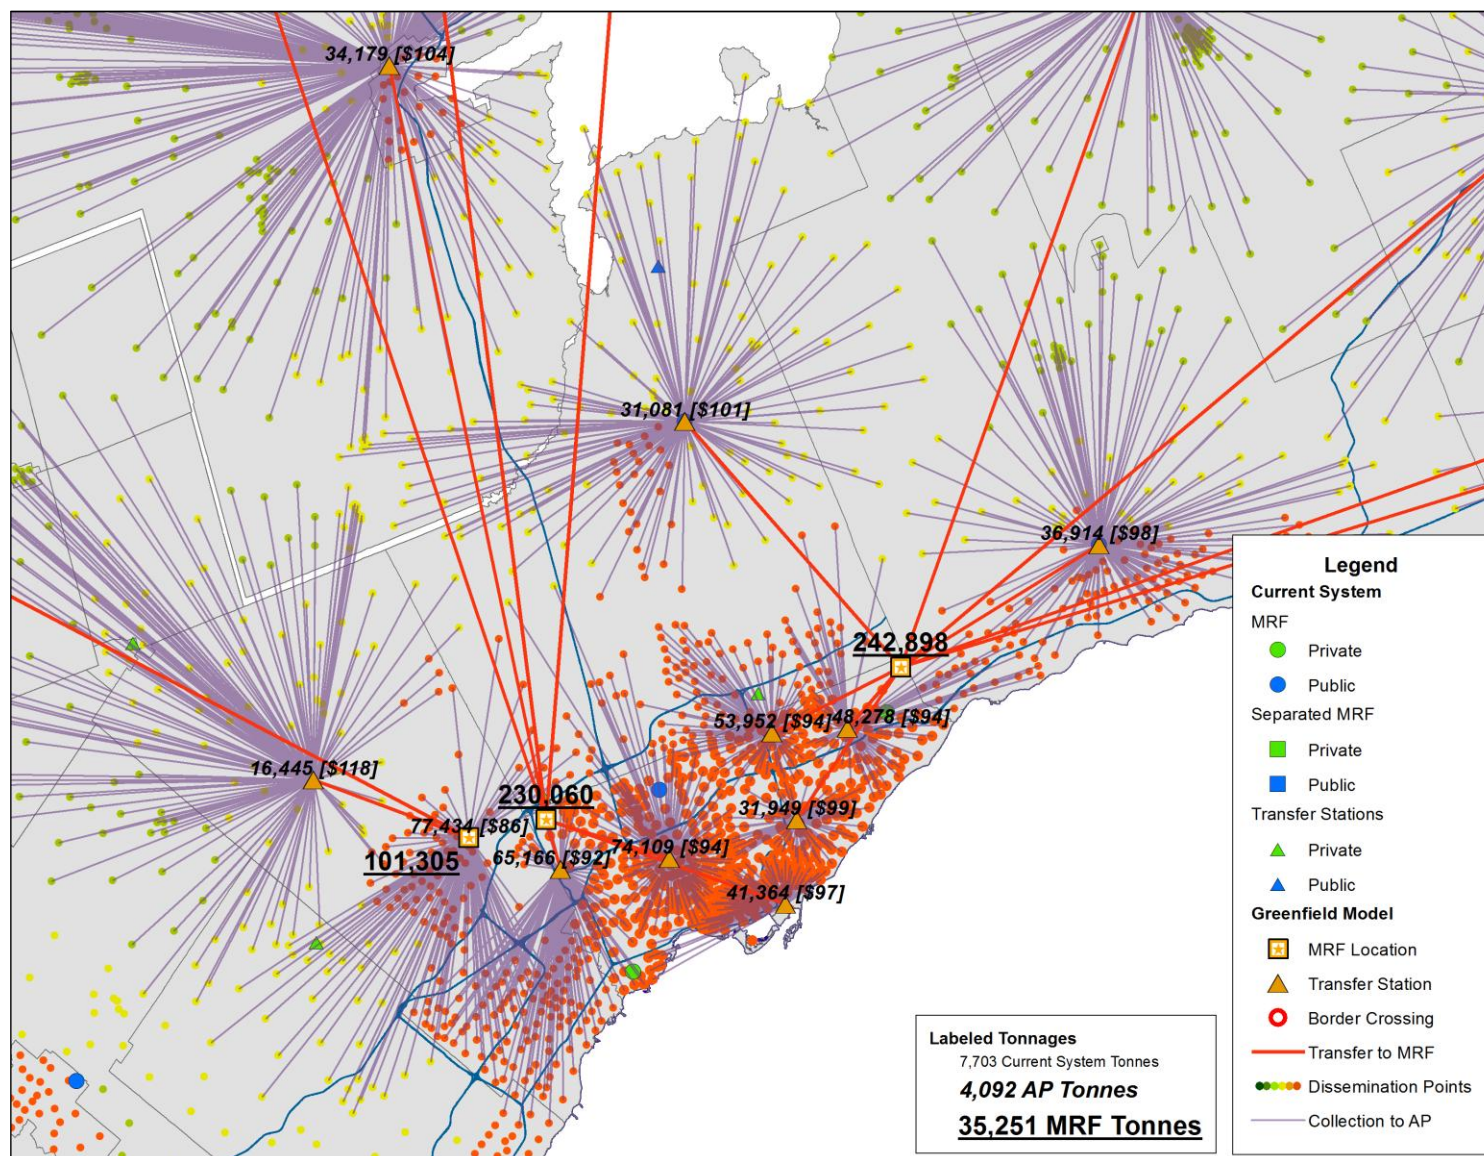 34,179 [$104]
31,081 [$101]
36,914 [$98]
242,898
53,952 [$94]
48,278 [$94]
16,445 [$118]
230,060
77,434 [$86]
31,949 [$99]
101,305
65,166 [$92]
74,109 [$94]
41,364 [$97]
Labeled Tonnages
7,703 Current System Tonnes
4,092 AP Tonnes
35,251 MRF Tonnes
Legend
Current System
MRF
Private
Public
Separated MRF
Private
Public
Transfer Stations
Private
Public
Greenfield Model
MRF Location
Transfer Station
Border Crossing
Transfer to MRF
Dissemination Points
Collection to AP